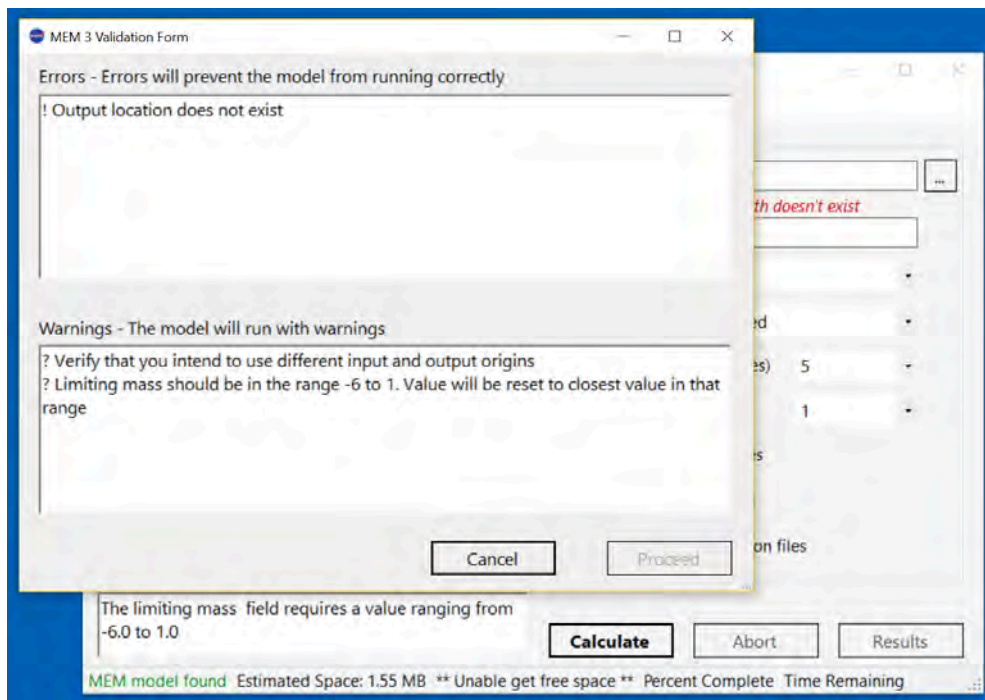 MEM 3 Validation Form
Errors - Errors will prevent the model from running correctly
! Output location does not exist
Warnings - The model will run with warnings
? Verify that you intend to use different input and output origins
? Limiting mass should be in the range -6 to 1. Value will be reset to closest value in that
range
Cancel
Proceed
...
th doesn't exist
ed
es) 5
1
es
on files
The limiting mass field requires a value ranging from
-6.0 to 1.0
Calculate
Abort
Results
MEM model found Estimated Space: 1.55 MB ** Unable get free space ** Percent Complete Time Remaining